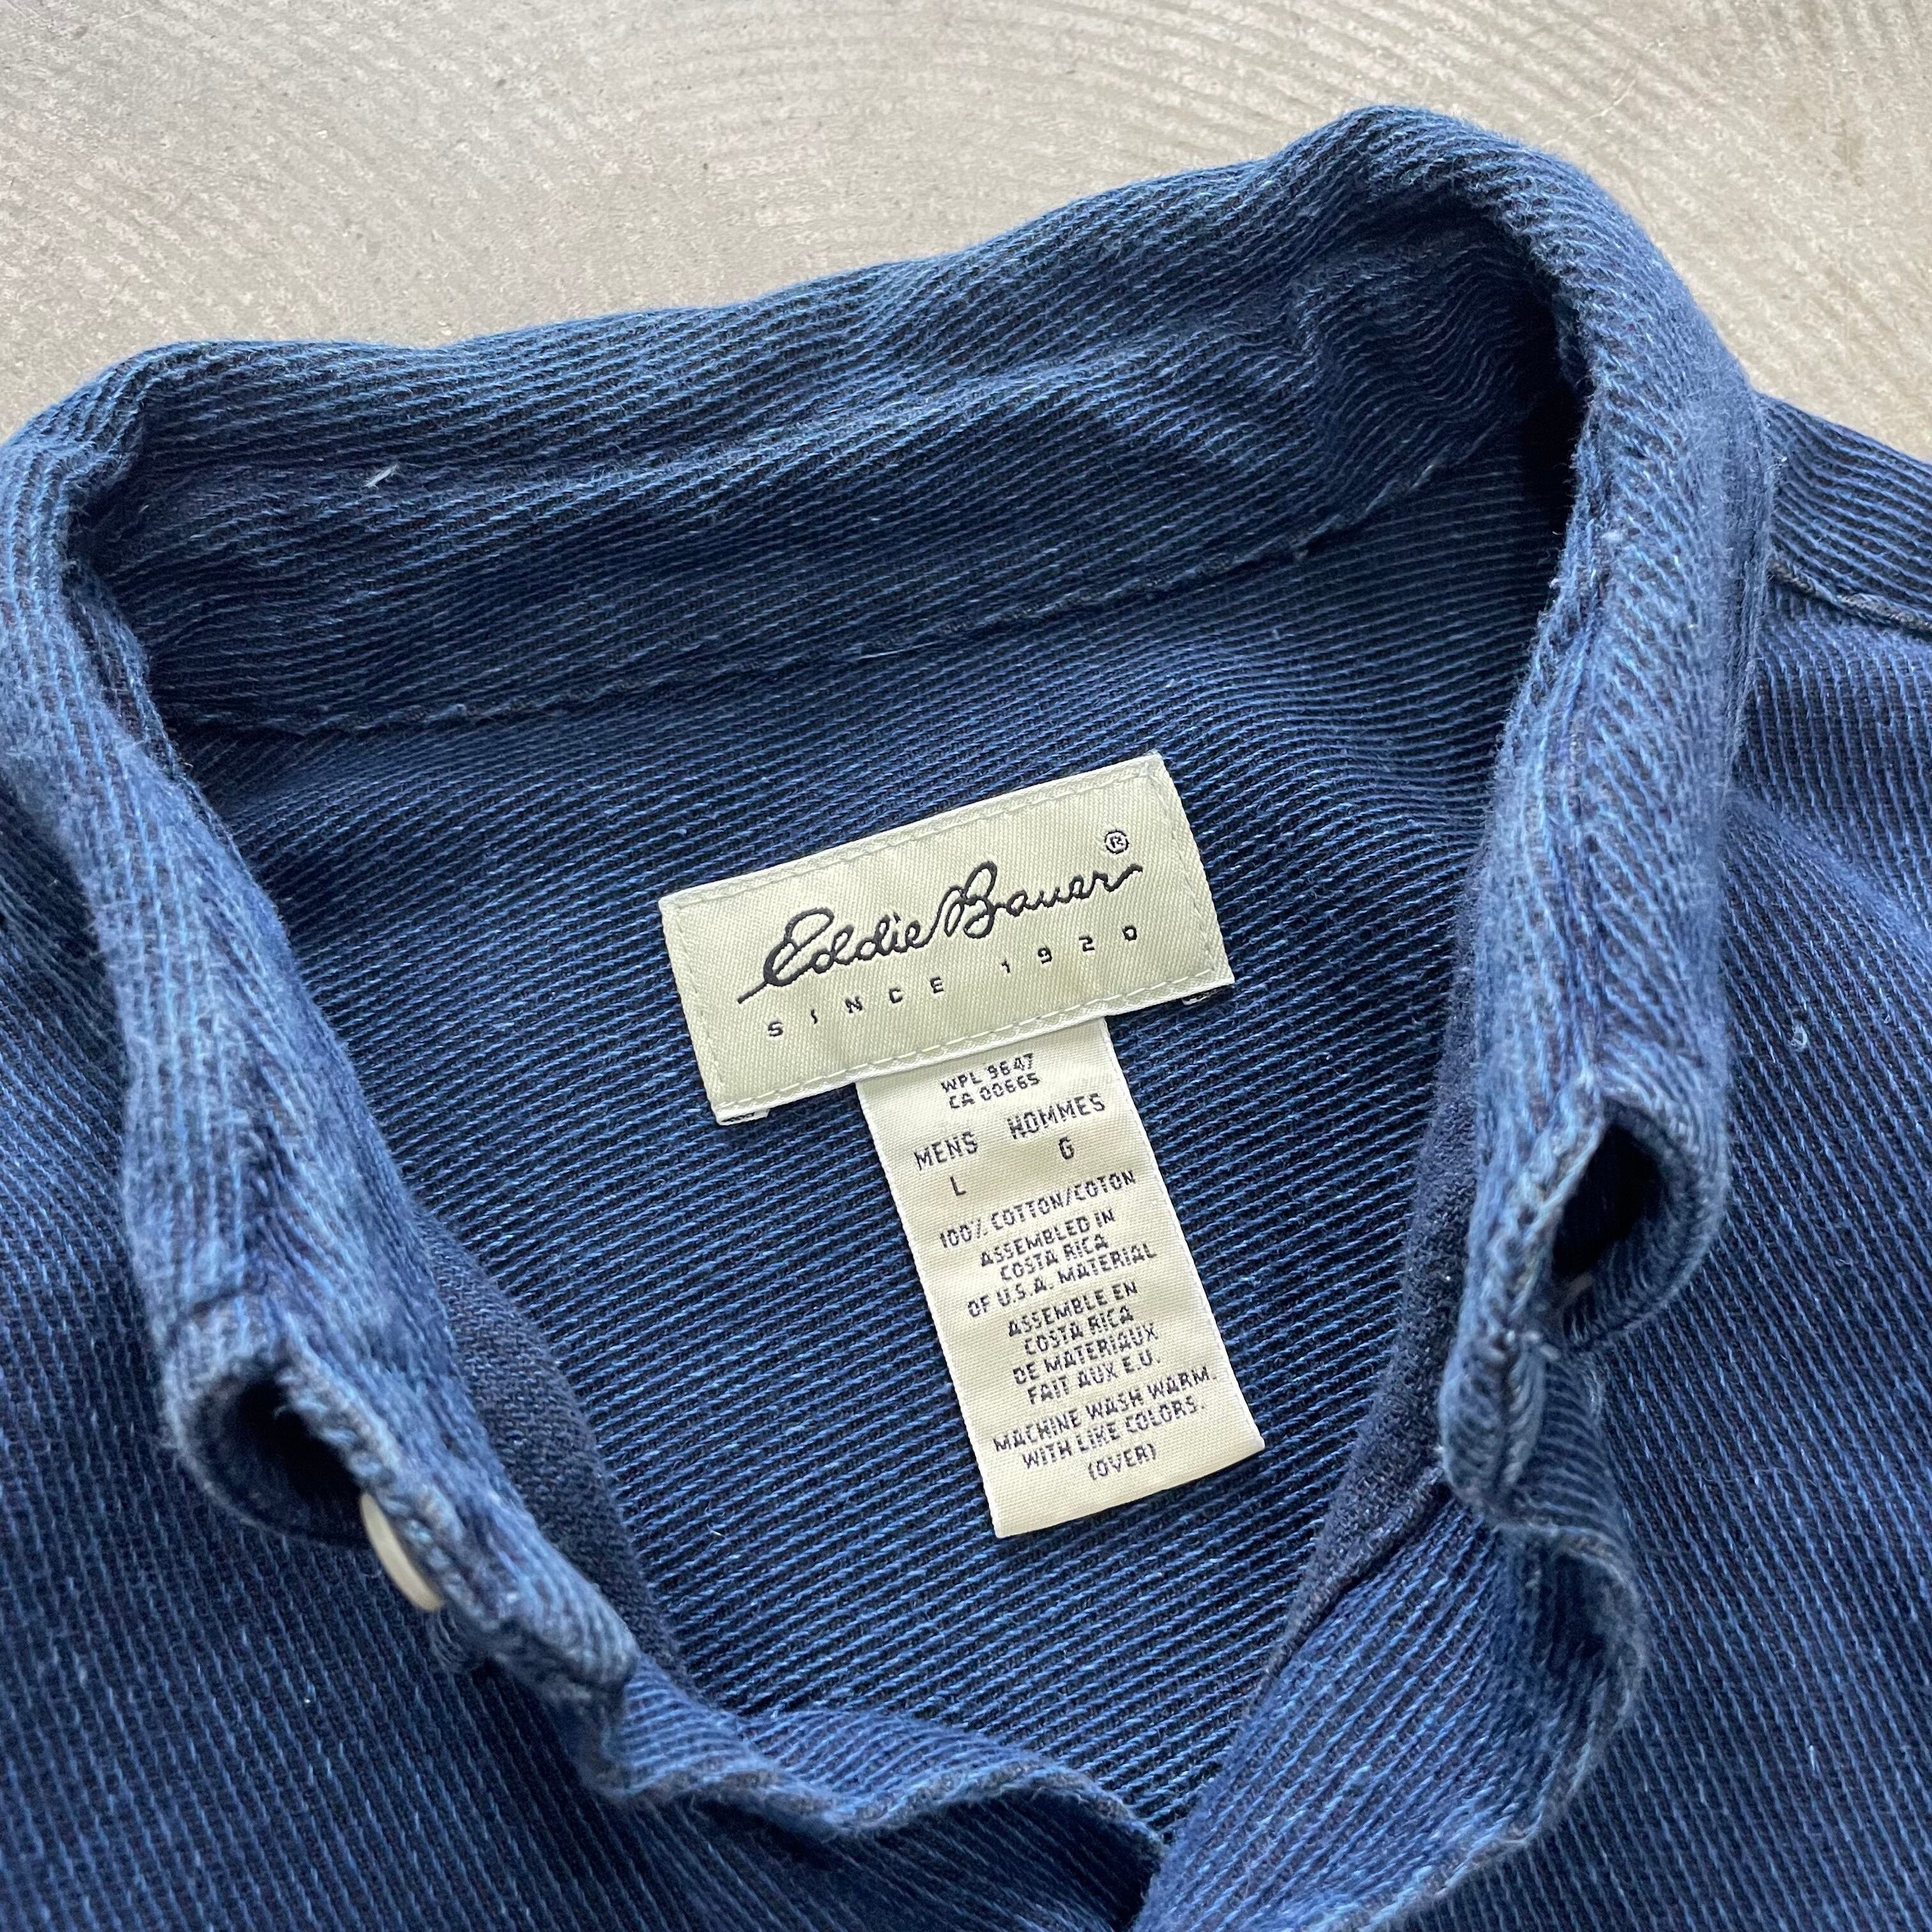 Eddie Bauer®
SINCE 1920
WPL 9647
CA 00665
MENS HOMMES
L G
100% COTTON/COTON
ASSEMBLED IN
COSTA RICA
OF U.S.A. MATERIAL
ASSEMBLE EN
COSTA RICA
DE MATERIAUX
FAIT AUX E.U.
MACHINE WASH WARM.
WITH LIKE COLORS.
(OVER)